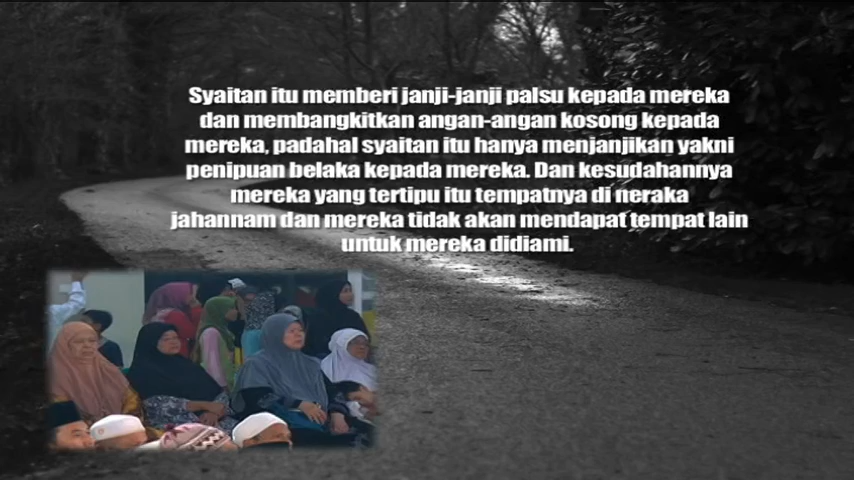 Syaitan itu memberi janji-janji palsu kepada mereka
dan membangkitkan angan-angan kosong kepada
mereka, padahal syaitan itu hanya menjanjikan yakni
penipuan belaka kepada mereka. Dan kesudahannya
mereka yang tertipu itu tempatnya di neraka
jahannam dan mereka tidak akan mendapat tempat lain
untuk mereka didiami.